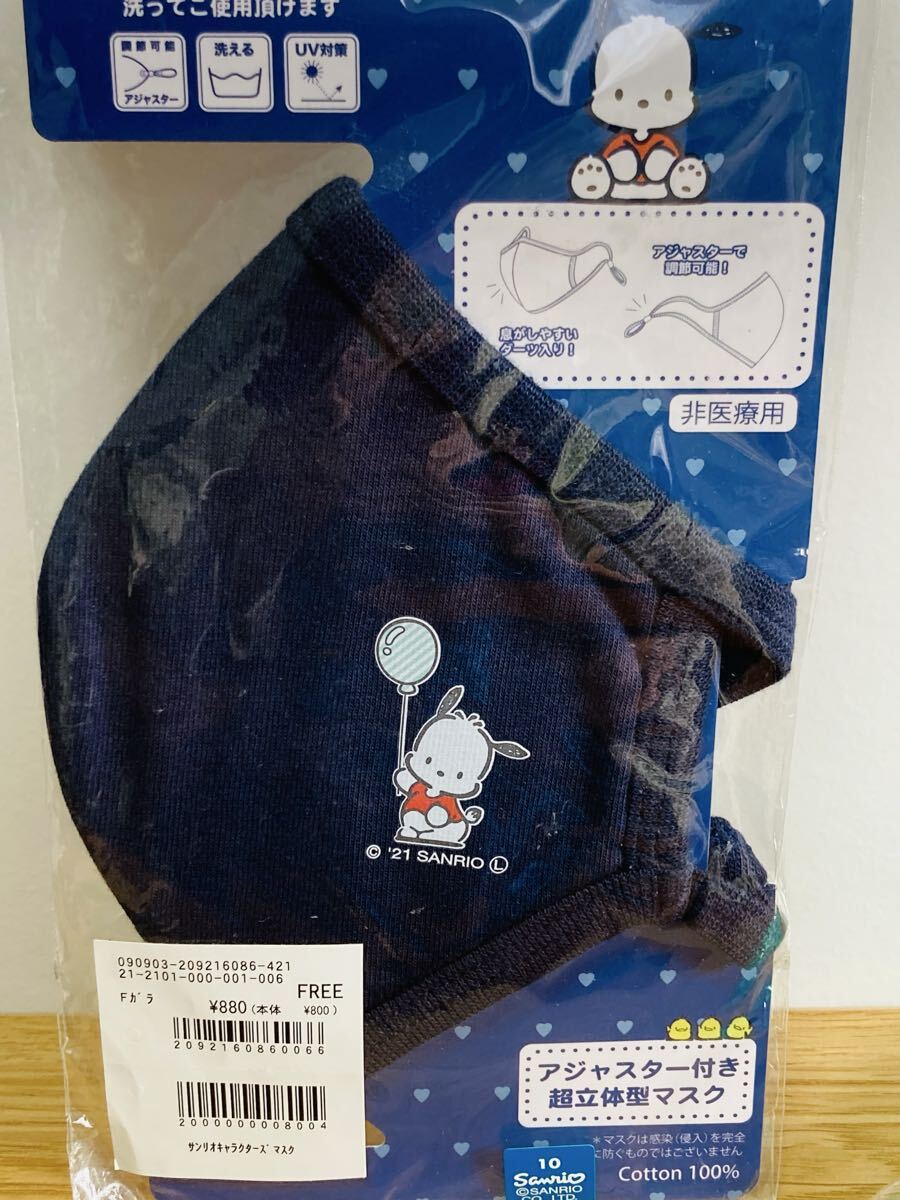 洗ってご使用頂けます
調節可能
アジャスター
洗える
UV対策
アジャスターで
調節可能！
息がしやすい
ダーツ入り！
非医療用
© '21 SANRIO Ⓛ
090903-209216086-421
21-2101-000-001-006
Fガラ
FREE
¥880(本体 ¥800)
2092160860066
2000000008004
サンリオキャラクターズ マスク
アジャスター付き
超立体型マスク
＊マスクは感染（侵入）を完全
に防ぐものではございません
Cotton 100%
10
Sanrio
©SANRIO
CO.,LTD.